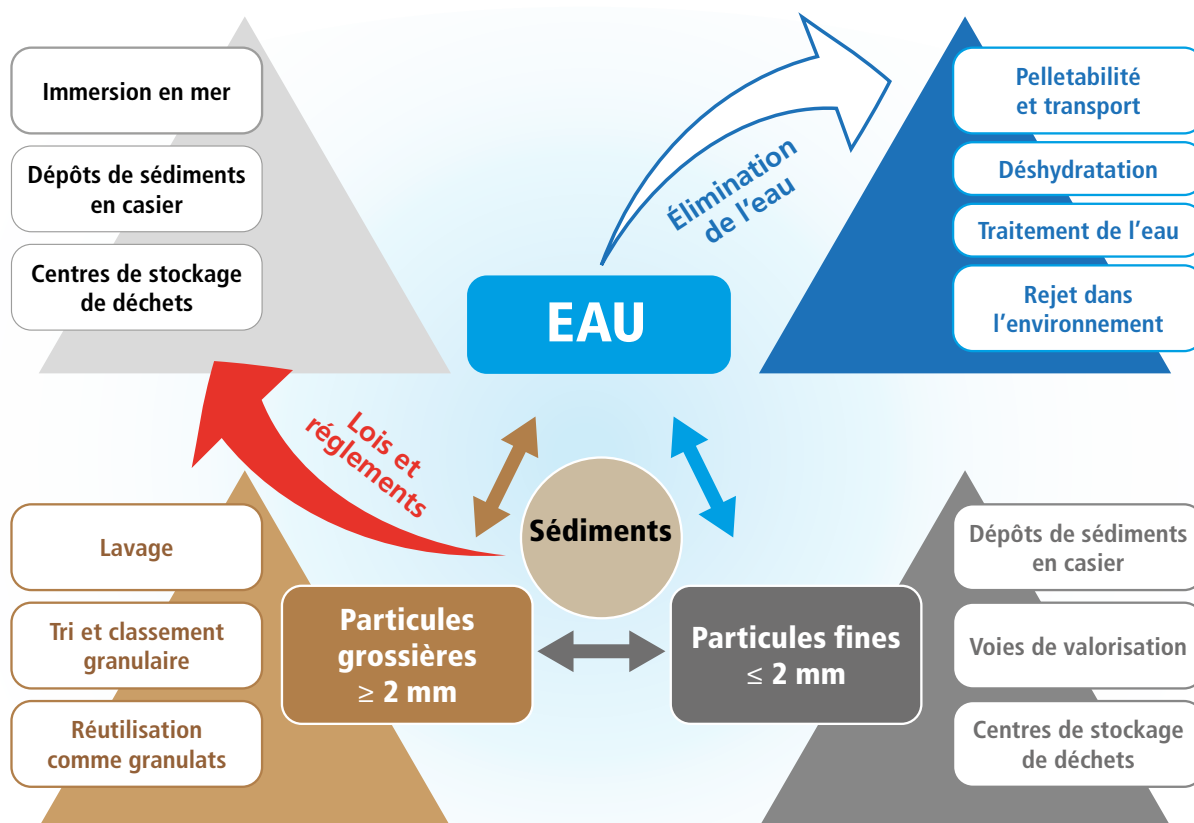 Immersion en mer
Dépôts de sédiments
en casier
Centres de stockage
de déchets
Élimination
de l'eau
Pelletabilité
et transport
Déshydratation
Traitement de l'eau
Rejet dans
l'environnement
EAU
Lois et
réglements
Sédiments
Lavage
Tri et classement
granulaire
Réutilisation
comme granulats
Particules
grossières
≥ 2 mm
Particules fines
≤ 2 mm
Dépôts de sédiments
en casier
Voies de valorisation
Centres de stockage
de déchets